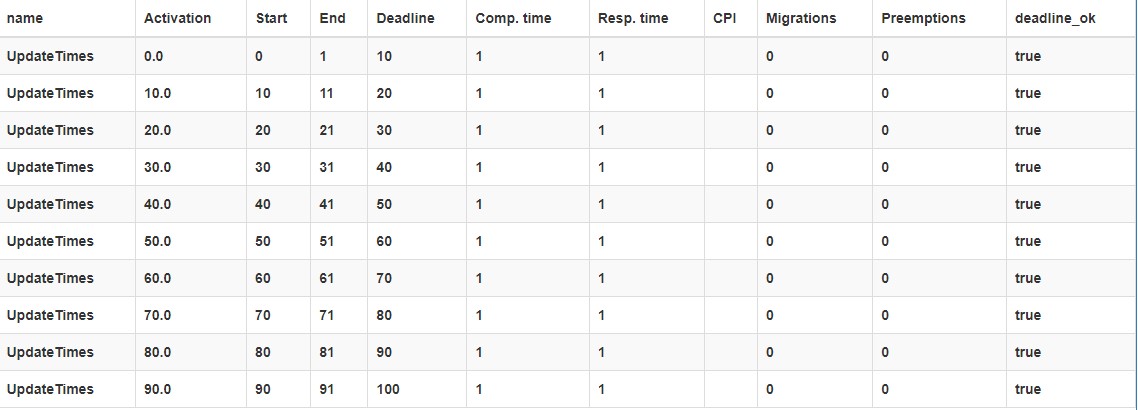 name Activation Start End Deadline Comp. time Resp. time CPI Migrations Preemptions deadline_ok
UpdateTimes 0.0 0 1 10 1 1 0 0 true
UpdateTimes 10.0 10 11 20 1 1 0 0 true
UpdateTimes 20.0 20 21 30 1 1 0 0 true
UpdateTimes 30.0 30 31 40 1 1 0 0 true
UpdateTimes 40.0 40 41 50 1 1 0 0 true
UpdateTimes 50.0 50 51 60 1 1 0 0 true
UpdateTimes 60.0 60 61 70 1 1 0 0 true
UpdateTimes 70.0 70 71 80 1 1 0 0 true
UpdateTimes 80.0 80 81 90 1 1 0 0 true
UpdateTimes 90.0 90 91 100 1 1 0 0 true